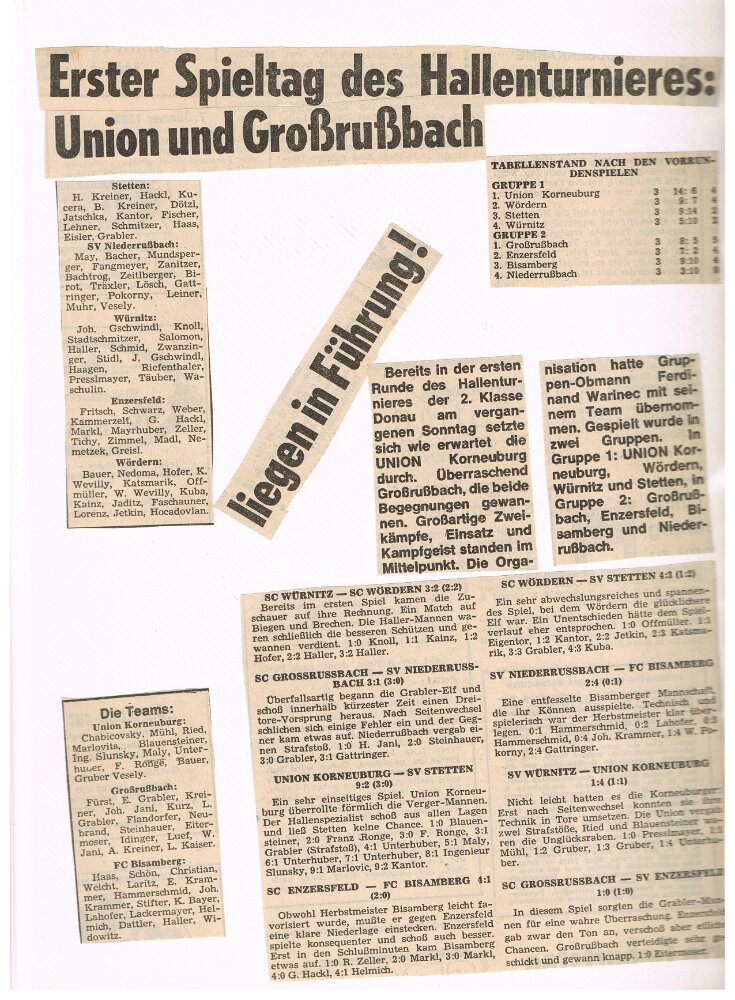 Erster Spieltag des Hallenturnieres:
Union und Großrußbach
liegen in Führung!
Stetten:
H. Kreiner, Hackl, Ku-
cera, B. Kreiner, Dötzl,
Jatschka, Kantor, Fischer,
Lehner, Schmitzer, Haas,
Eisler, Grabler.
SV Niederrußbach:
May, Bacher, Mundsper-
ger, Fangmeyer, Zanitzer,
Bachtrog, Zeitlberger, Bi-
rot, Träxler, Lösch, Gatt-
ringer, Pokorny, Leiner,
Muhr, Vesely.
Würnitz:
Joh. Gschwindl, Knoll,
Stadtschmitzer, Salomon,
Haller, Schmid, Zwanzin-
ger, Stidl, J. Gschwindl,
Haagen, Riefenthaler,
Presslmayer, Täuber, Wa-
schulin.
Enzersfeld:
Fritsch, Schwarz, Weber,
Kammerzelt, G. Hackl,
Markl, Mayrhuber, Zeller,
Tichy, Zimmel, Madl, Ne-
metzek, Greisl.
Wördern:
Bauer, Nedoma, Hofer, K.
Wevilly, Katsmarik, Off-
müller, W. Wevilly, Kuba,
Kainz, Jaditz, Faschauner,
Lorenz, Jetkin, Hocadovlan.
TABELLENSTAND NACH DEN VORRUN-
DENSPIELEN
GRUPPE 1
1. Union Korneuburg 3 14: 6 4
2. Wördern 3 9: 7 4
3. Stetten 3 9:14 2
4. Würnitz 3 5:10 2
GRUPPE 2
1. Großrußbach 3 8: 5 5
2. Enzersfeld 3 7: 2 4
3. Bisamberg 3 9:10 4
4. Niederrußbach 3 3:10 0
Bereits in der ersten
Runde des Hallentur-
nieres der 2. Klasse
Donau am vergan-
genen Sonntag setzte
sich wie erwartet die
UNION Korneuburg
durch. Überraschend
Großrußbach, die beide
Begegnungen gewan-
nen. Großartige Zwei-
kämpfe, Einsatz und
Kampfgeist standen im
Mittelpunkt. Die Orga-
nisation hatte Grup-
pen-Obmann Ferdi-
nand Warinec mit sei-
nem Team übernom-
men. Gespielt wurde in
zwei Gruppen. In
Gruppe 1: UNION Kor-
neuburg, Wördern,
Würnitz und Stetten, in
Gruppe 2: Großruß-
bach, Enzersfeld, Bi-
samberg und Nieder-
rußbach.
Die Teams:
Union Korneuburg:
Chabicovsky, Mühl, Ried,
Marlovits, Blauensteiner,
Ing. Slunsky, Maly, Unter-
huber, F. Ronge, Bauer,
Gruber Vesely.
Großrußbach:
Fürst, E. Grabler, Krei-
ner, Joh. Jani, Kurz, L.
Grabler, Flandorfer, Neu-
brand, Steinhauer, Eiter-
moser, Idinger, Luef, W.
Jani, A. Kreiner, L. Kaiser.
FC Bisamberg:
Haas, Schön, Christian,
Weicht, Laritz, E. Kram-
mer, Hammerschmid, Joh.
Krammer, Stifter, K. Bayer,
Lahofer, Lackermayer, Hel-
mich, Dattler, Haller, Wi-
dowitz.
SC WÜRNITZ — SC WÖRDERN 3:2 (2:2)
Bereits im ersten Spiel kamen die Zu-
schauer auf ihre Rechnung. Ein Match auf
Biegen und Brechen. Die Haller-Mannen wa-
ren schließlich die besseren Schützen und ge-
wannen verdient. 1:0 Knoll, 1:1 Kainz, 1:2
Hofer, 2:2 Haller, 3:2 Haller.
SC GROSSRUSSBACH — SV NIEDERRUSS-
BACH 3:1 (3:0)
Überfallsartig begann die Grabler-Elf und
schoß innerhalb kürzester Zeit einen Drei-
tore-Vorsprung heraus. Nach Seitenwechsel
schlichen sich einige Fehler ein und der Geg-
ner kam etwas auf. Niederrußbach vergab ei-
nen Strafstoß. 1:0 H. Jani, 2:0 Steinhauer,
3:0 Grabler, 3:1 Gattringer.
UNION KORNEUBURG — SV STETTEN
9:2 (3:0)
Ein sehr einseitiges Spiel. Union Korneu-
burg überrollte förmlich die Verger-Mannen.
Der Hallenspezialist schoß aus allen Lagen
und ließ Stetten keine Chance. 1:0 Blauen-
steiner, 2:0 Franz Ronge, 3:0 F. Ronge, 3:1
Grabler (Strafstoß), 4:1 Unterhuber, 5:1 Maly,
6:1 Unterhuber, 7:1 Unterhuber, 8:1 Ingenieur
Slunsky, 9:1 Marlovic, 9:2 Kantor.
SC ENZERSFELD — FC BISAMBERG 4:1
(2:0)
Obwohl Herbstmeister Bisamberg leicht fa-
vorisiert wurde, mußte er gegen Enzersfeld
eine klare Niederlage einstecken. Enzersfeld
spielte konsequenter und schoß auch besser.
Erst in den Schlußminuten kam Bisamberg
etwas auf. 1:0 R. Zeller, 2:0 Markl, 3:0 Markl,
4:0 G. Hackl, 4:1 Helmich.
SC WÖRDERN — SV STETTEN 4:3 (1:2)
Ein sehr abwechslungsreiches und spannen-
des Spiel, bei dem Wördern die glücklichere
Elf war. Ein Unentschieden hätte dem Spiel-
verlauf eher entsprochen. 1:0 Offmüller, 1:1
Eigentor, 1:2 Kantor, 2:2 Jetkin, 2:3 Katsma-
rik, 3:3 Grabler, 4:3 Kuba.
SV NIEDERRUSSBACH — FC BISAMBERG
2:4 (0:1)
Eine entfesselte Bisamberger Mannschaft,
die ihr Können ausspielte. Technisch und
spielerisch war der Herbstmeister klar über-
legen. 0:1 Hammerschmid, 0:2 Lahofer, 0:3
Hammerschmid, 0:4 Joh. Krammer, 1:4 W. Po-
korny, 2:4 Gattringer.
SV WÜRNITZ — UNION KORNEUBURG
1:4 (1:1)
Nicht leicht hatten es die Korneuburger.
Erst nach Seitenwechsel konnten sie ihre
Technik in Tore umsetzen. Die Union vergab
zwei Strafstöße, Ried und Blauensteiner wa-
ren die Unglücksraben. 1:0 Presslmayer, 1:2
Mühl, 1:2 Gruber, 1:3 Gruber, 1:4 Unterhu-
ber.
SC GROSSRUSSBACH — SV ENZERSFELD
1:0 (1:0)
In diesem Spiel sorgten die Grabler-Man-
nen für eine wahre Überraschung. Enzersfeld
gab zwar den Ton an, verschoß aber etliche
Chancen. Großrußbach verteidigte sehr ge-
schickt und gewann knapp. 1:0 Eitermoser.